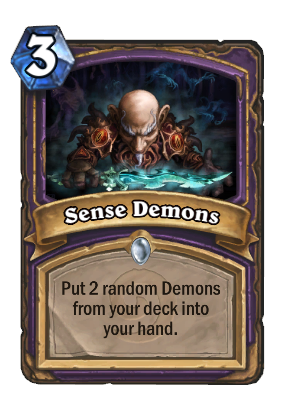 3
Sense Demons
Put 2 random Demons
from your deck into
your hand.